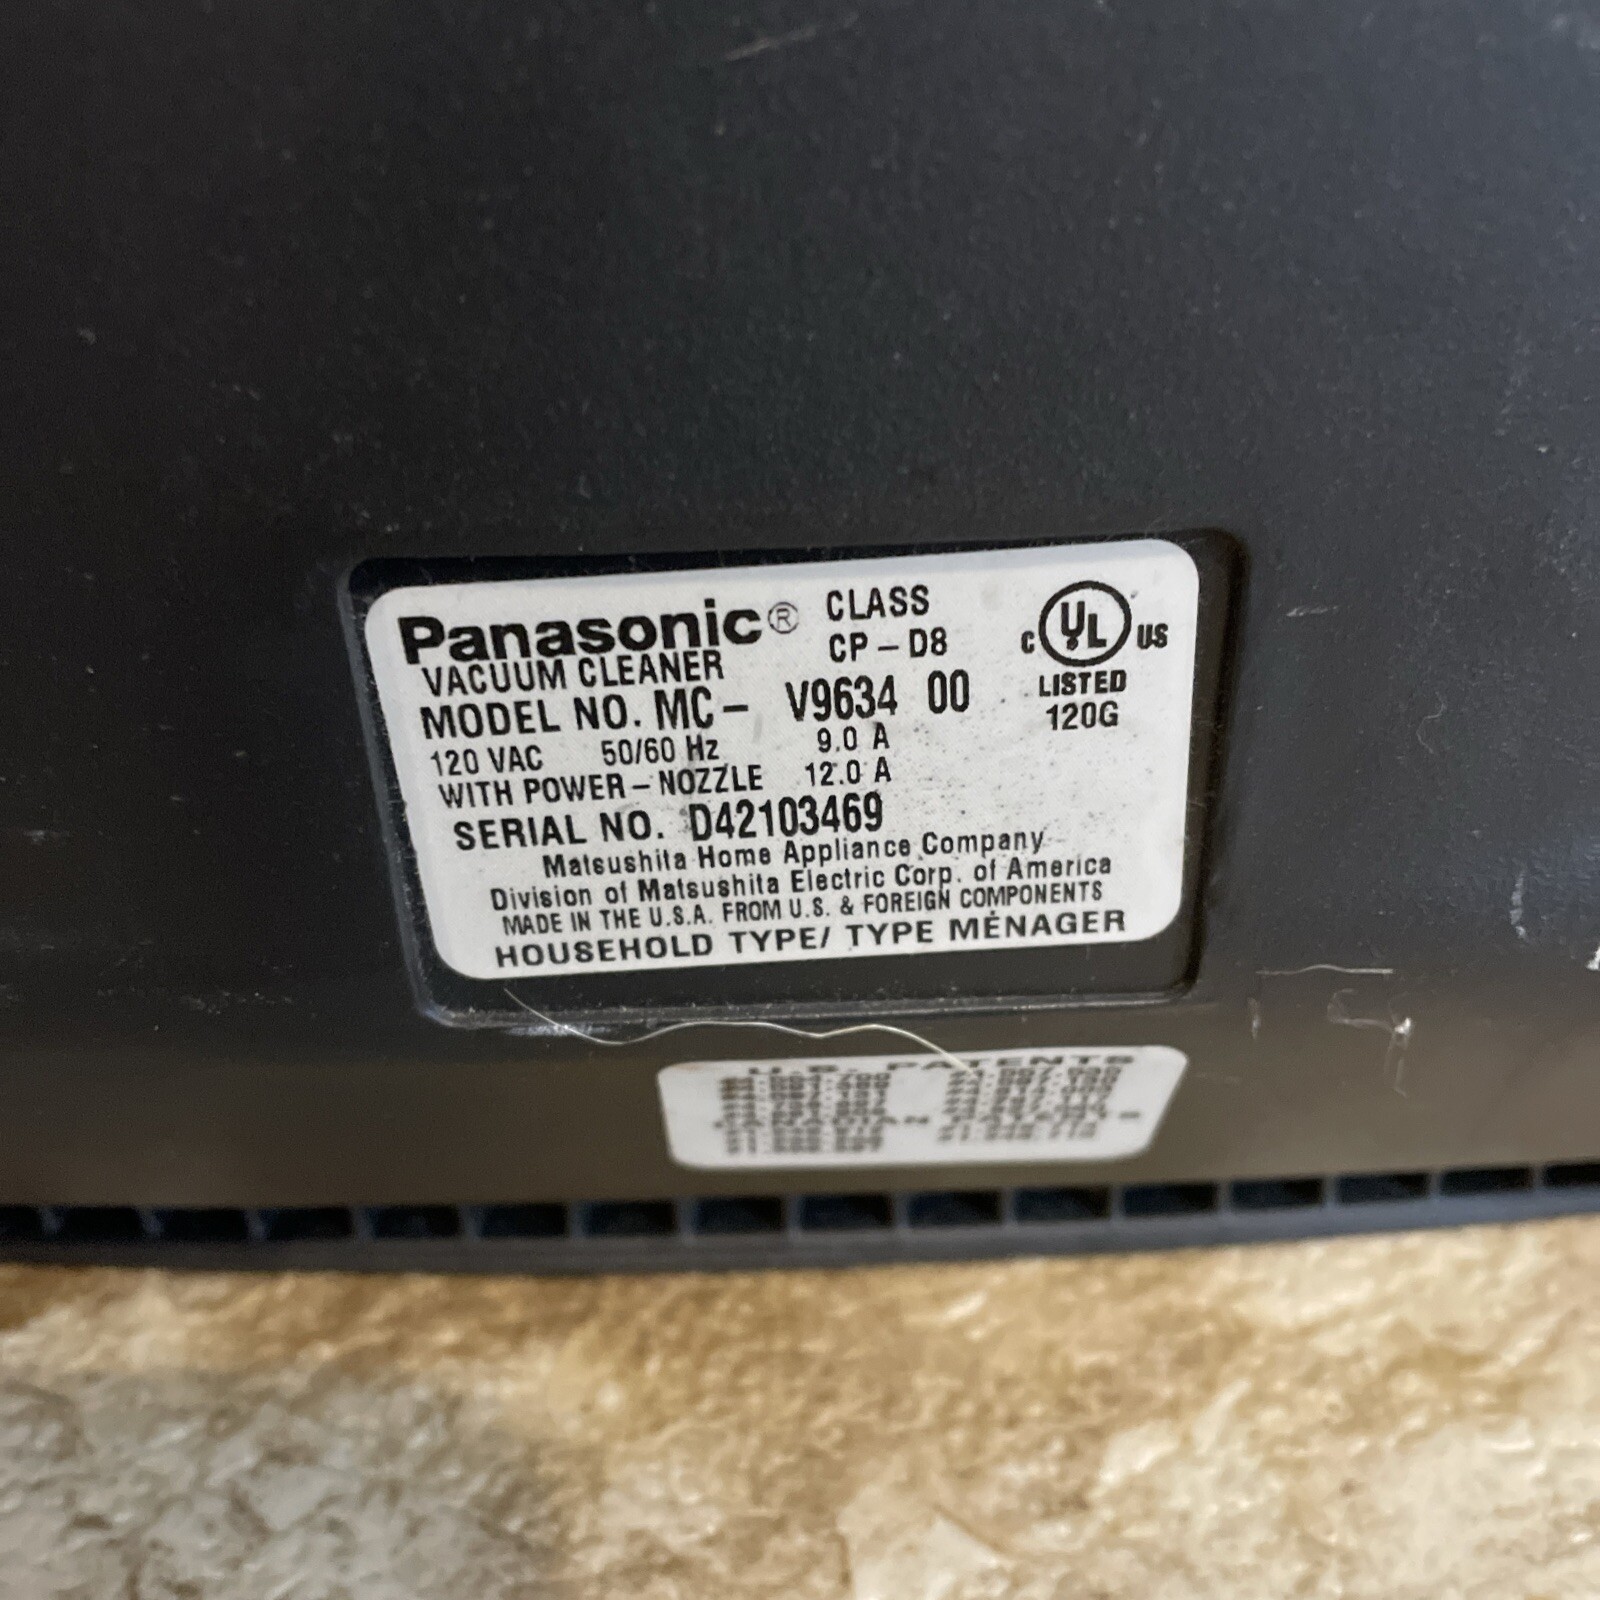 Panasonic® CLASS
VACUUM CLEANER CP-D8
MODEL NO. MC- V9634 00
120 VAC 50/60 Hz 9.0 A
WITH POWER-NOZZLE 12.0 A
SERIAL NO. D42103469
Matsushita Home Appliance Company
Division of Matsushita Electric Corp. of America
MADE IN THE U.S.A. FROM U.S. & FOREIGN COMPONENTS
HOUSEHOLD TYPE/ TYPE MÉNAGER
C UL US
LISTED
120G
U.S. PATENTS